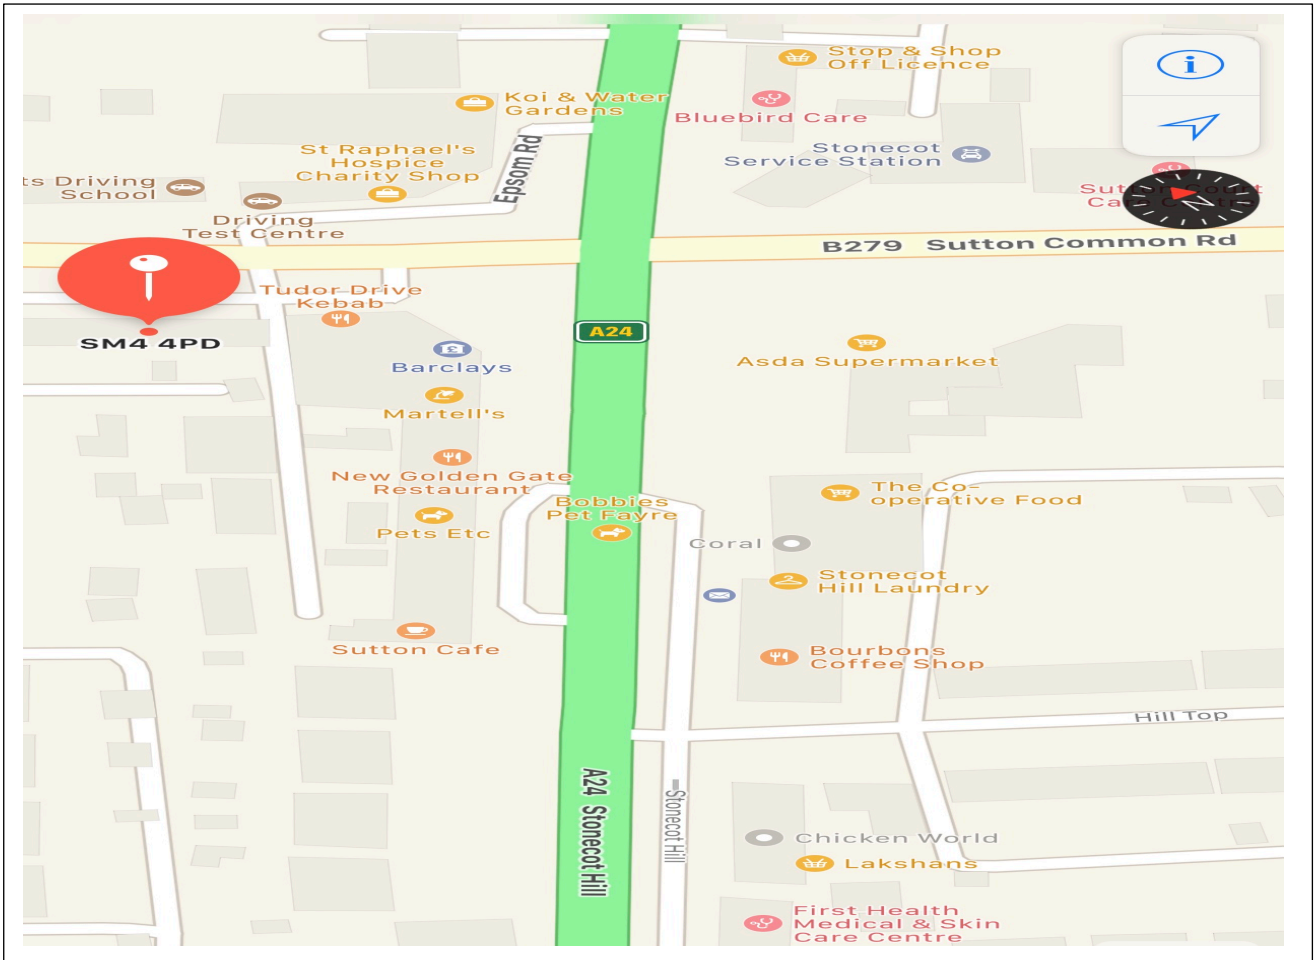 Stop & Shop
Off Licence
Koi & Water
Gardens
Bluebird Care
Epsom Rd
St Raphael's
Hospice
Charity Shop
Stonecot
Service Station
ts Driving
School
Driving
Test Centre
Sutton Court
Care Centre
B279 Sutton Common Rd
Tudor Drive
Kebab
A24
SM4 4PD
Barclays
Asda Supermarket
Martell's
New Golden Gate
Restaurant
The Co-
operative Food
Bobbies
Pet Fayre
Pets Etc
Coral
Stonecot
Hill Laundry
Sutton Cafe
Bourbons
Coffee Shop
Hill Top
A24 Stonecot Hill
Stonecot Hill
Chicken World
Lakshans
First Health
Medical & Skin
Care Centre